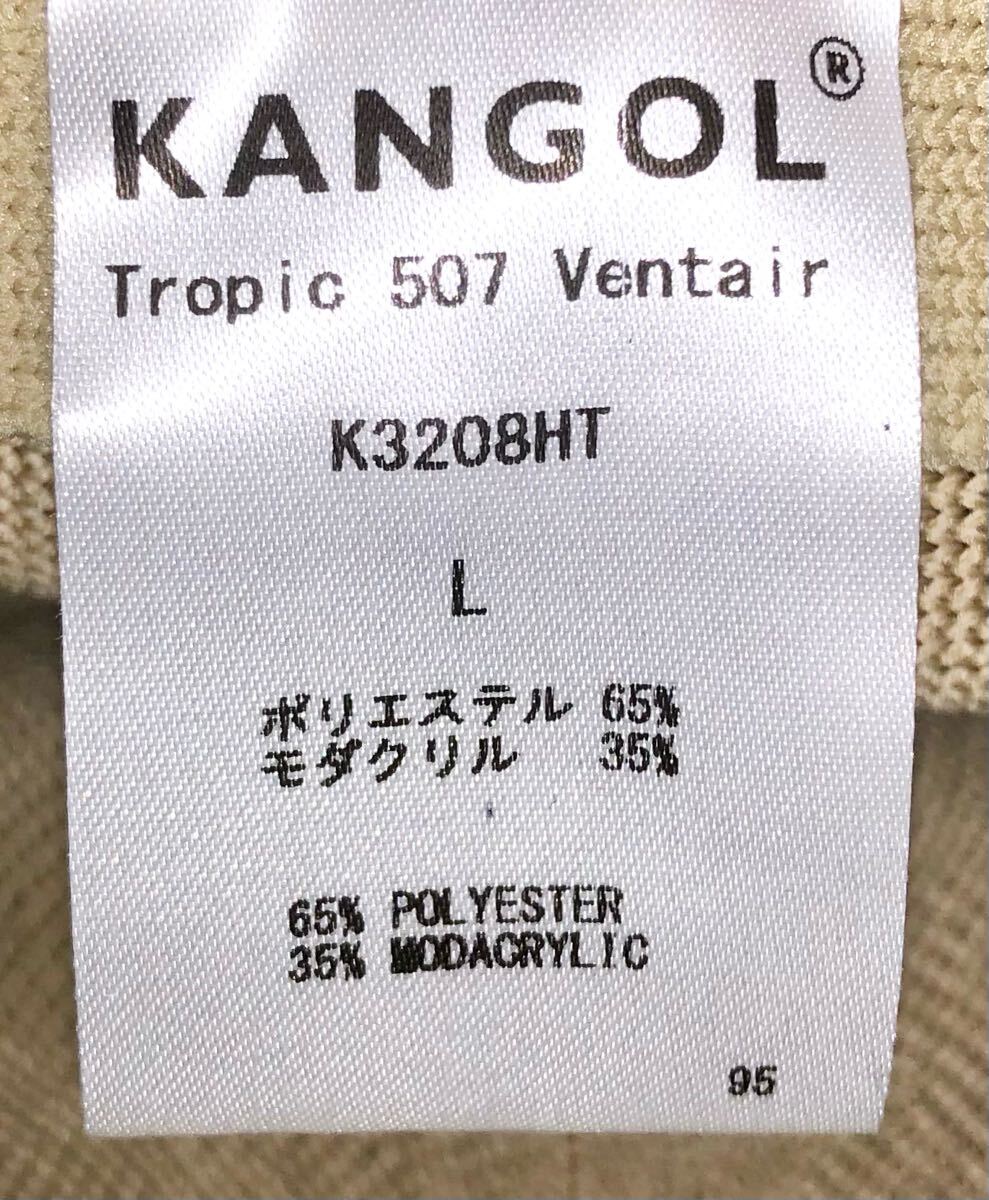 KANGOL®
Tropic 507 Ventair
K3208HT
L
ポリエステル 65%
モダクリル 35%
65% POLYESTER
35% MODACRYLIC
95